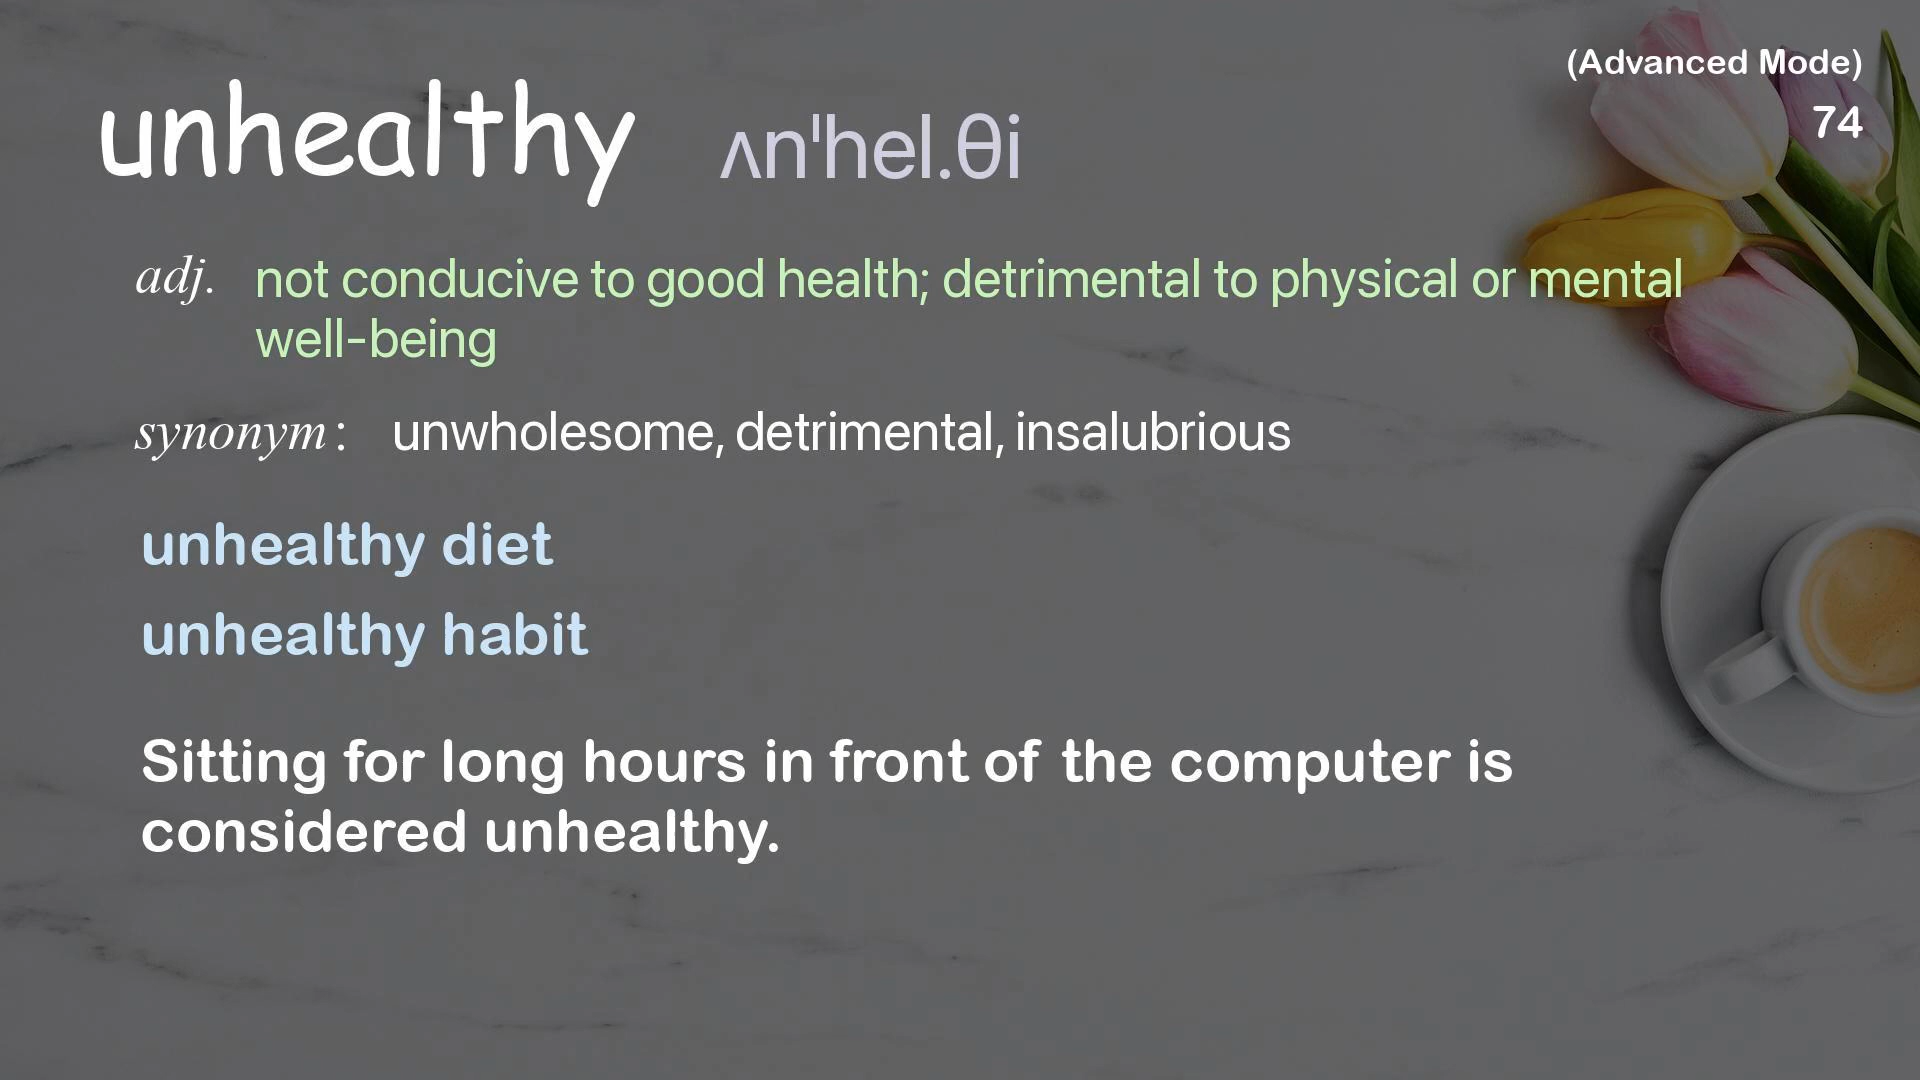 (Advanced Mode)
74
unhealthy ʌn'hel.θi
adj. not conducive to good health; detrimental to physical or mental
well-being
synonym: unwholesome, detrimental, insalubrious
unhealthy diet
unhealthy habit
Sitting for long hours in front of the computer is
considered unhealthy.